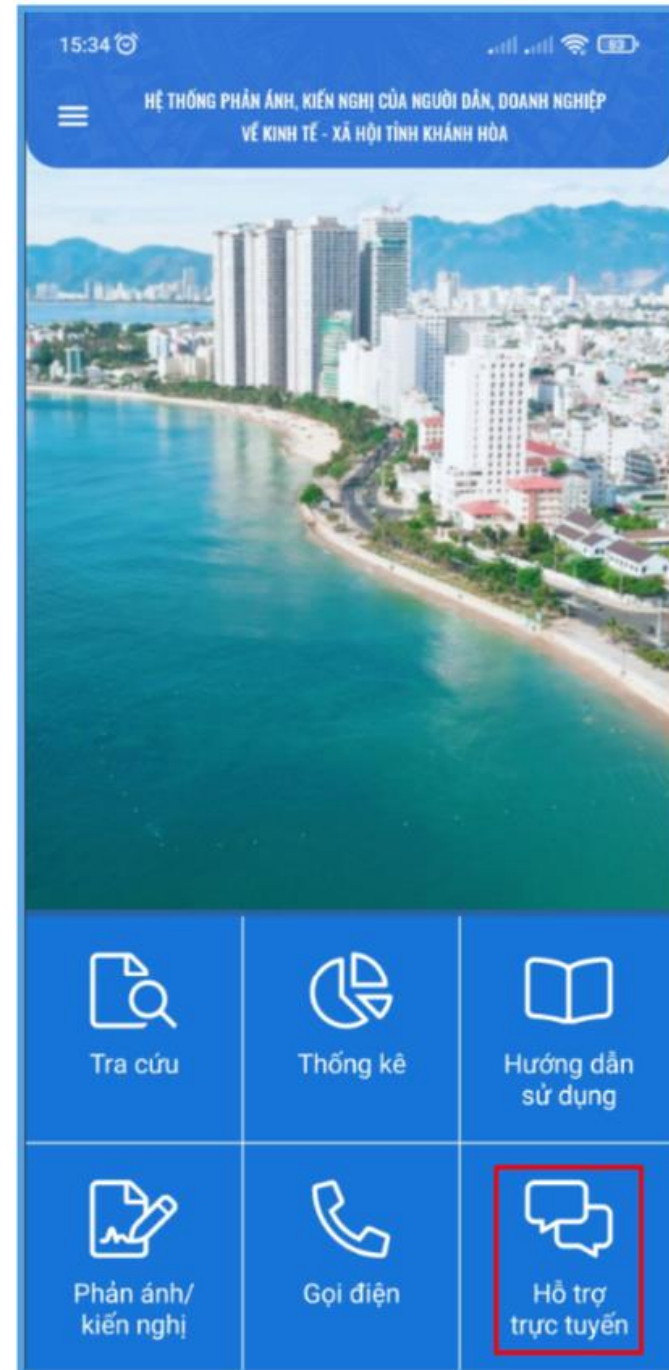 15:34
93
HỆ THỐNG PHẢN ÁNH, KIẾN NGHỊ CỦA NGƯỜI DÂN, DOANH NGHIỆP
VỀ KINH TẾ - XÃ HỘI TỈNH KHÁNH HÒA
Tra cứu
Thống kê
Hướng dẫn
sử dụng
Phản ánh/
kiến nghị
Gọi điện
Hỗ trợ
trực tuyến